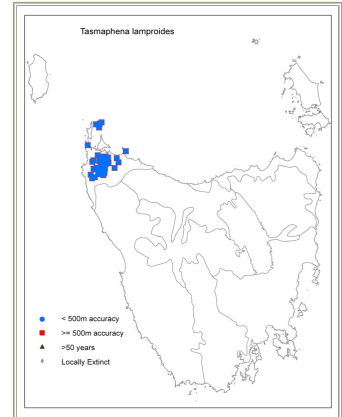 Tasmaphena lamproides
< 500m accuracy
>= 500m accuracy
>50 years
Locally Extinct